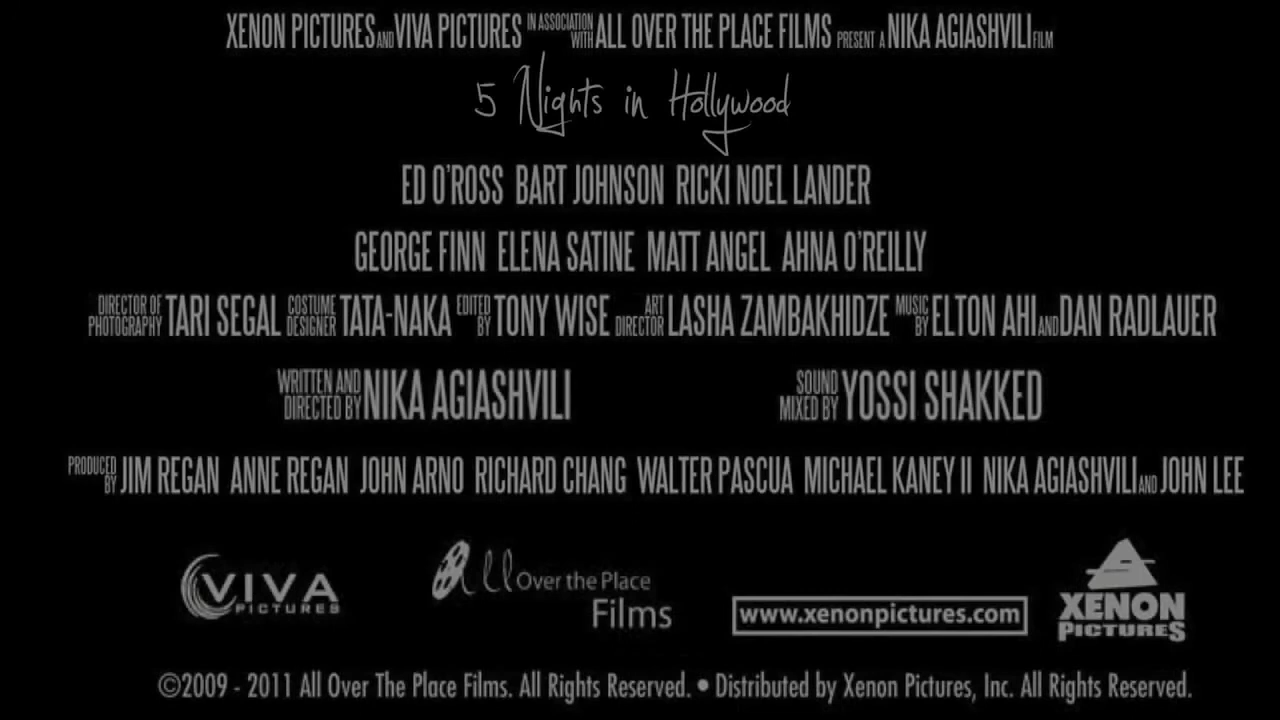 XENON PICTURES AND VIVA PICTURES IN ASSOCIATION WITH ALL OVER THE PLACE FILMS PRESENT A NIKA AGIASHVILI FILM
5 Nights in Hollywood
ED O'ROSS BART JOHNSON RICKI NOEL LANDER
GEORGE FINN ELENA SATINE MATT ANGEL AHNA O'REILLY
DIRECTOR OF PHOTOGRAPHY TARI SEGAL COSTUME DESIGNER TATA-NAKA EDITED BY TONY WISE ART DIRECTOR LASHA ZAMBAKHIDZE MUSIC BY ELTON AHI AND DAN RADLAUER
WRITTEN AND DIRECTED BY NIKA AGIASHVILI SOUND MIXED BY YOSSI SHAKKED
PRODUCED BY JIM REGAN ANNE REGAN JOHN ARNO RICHARD CHANG WALTER PASCUA MICHAEL KANEY II NIKA AGIASHVILI AND JOHN LEE
VIVA PICTURES
All Over the Place Films
www.xenonpictures.com
XENON PICTURES
©2009 - 2011 All Over The Place Films. All Rights Reserved. • Distributed by Xenon Pictures, Inc. All Rights Reserved.